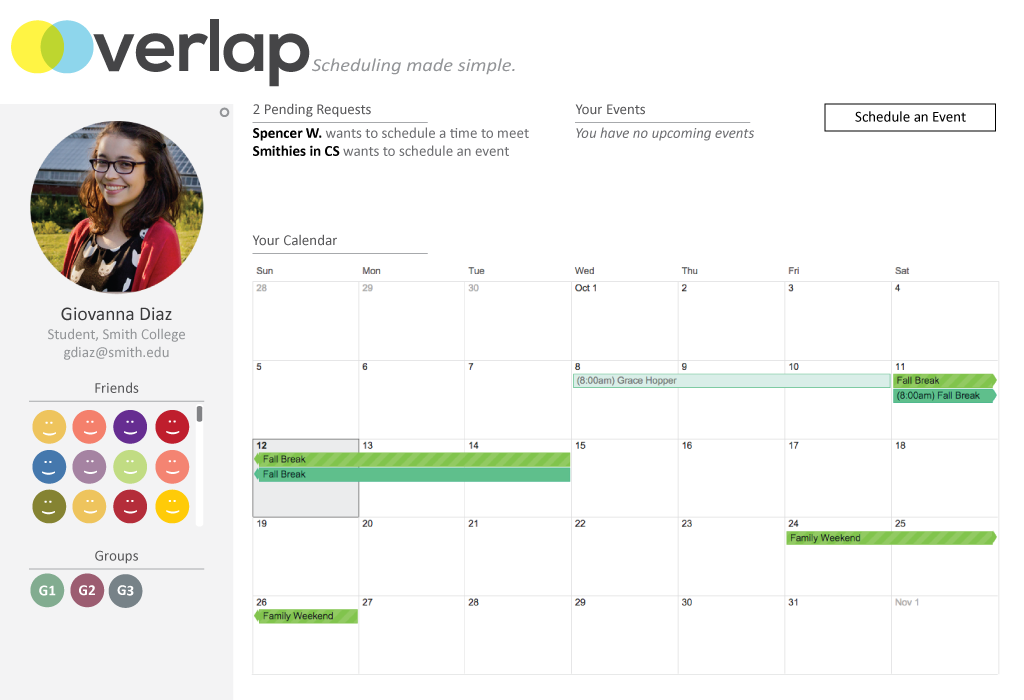 verlap Scheduling made simple.
2 Pending Requests
Spencer W. wants to schedule a time to meet
Smithies in CS wants to schedule an event
Your Events
You have no upcoming events
Schedule an Event
Giovanna Diaz
Student, Smith College
gdiaz@smith.edu
Friends
Groups
G1 G2 G3
Your Calendar
Sun Mon Tue Wed Thu Fri Sat
28 29 30 Oct 1 2 3 4
5 6 7 8 9 10 11
(8:00am) Grace Hopper Fall Break
(8:00am) Fall Break
12 13 14 15 16 17 18
Fall Break
Fall Break
19 20 21 22 23 24 25
Family Weekend
26 27 28 29 30 31 Nov 1
Family Weekend